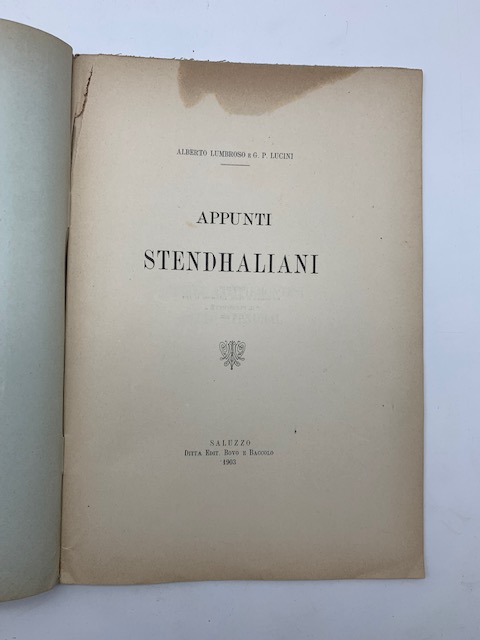 ALBERTO LUMBROSO E G. P. LUCINI
APPUNTI
STENDHALIANI
SALUZZO
DITTA EDIT. BOVO E BACCOLO
1903